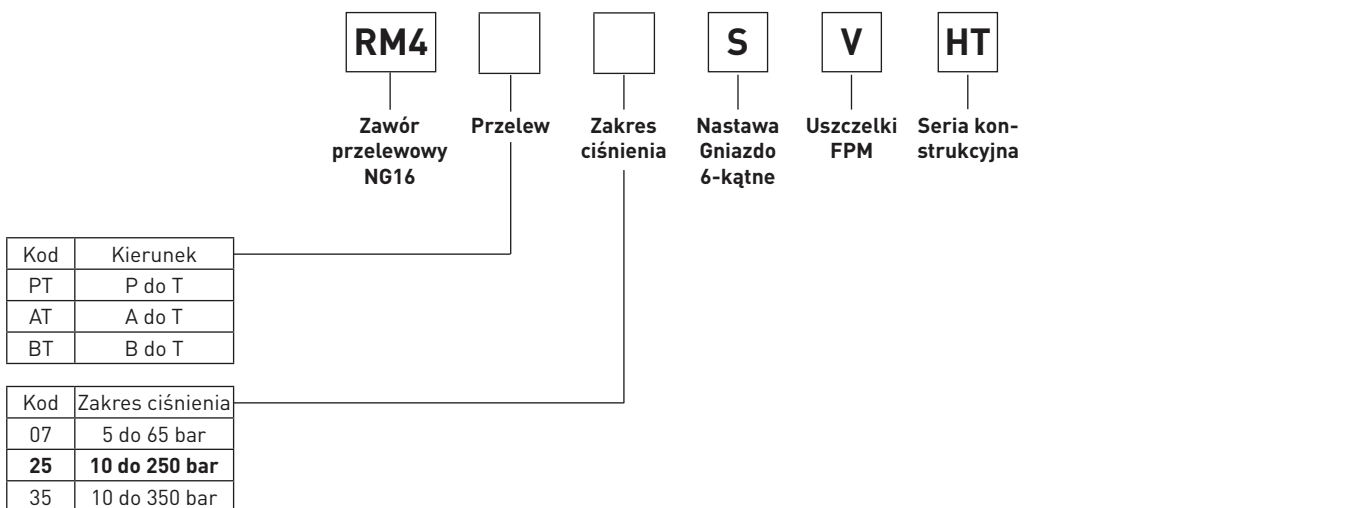 RM4 S V HT
Zawór przelewowy NG16
Przelew
Zakres ciśnienia
Nastawa Gniazdo 6-kątne
Uszczelki FPM
Seria kon-strukcyjna
Kod Kierunek
PT P do T
AT A do T
BT B do T
Kod Zakres ciśnienia
07 5 do 65 bar
25 10 do 250 bar
35 10 do 350 bar